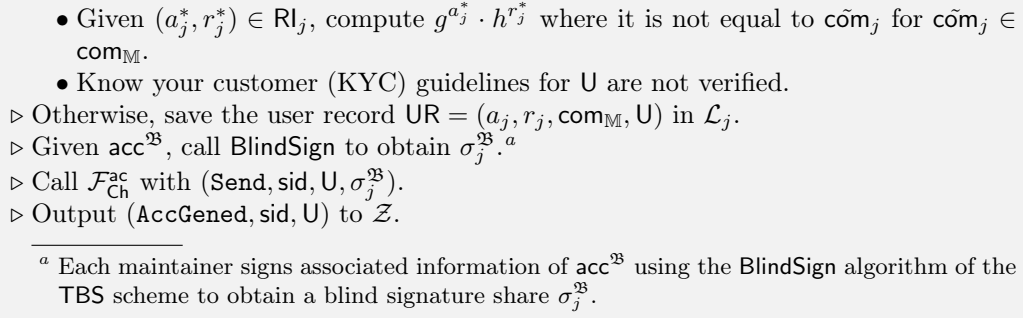 • Given $(a_j^*, r_j^*) \in \mathsf{RI}_j$, compute $g^{a_j^*} \cdot h^{r_j^*}$ where it is not equal to $\tilde{\mathsf{com}}_j$ for $\tilde{\mathsf{com}}_j \in$
$\mathsf{com}_{\mathbb{M}}$.
• Know your customer (KYC) guidelines for $\mathsf{U}$ are not verified.
▷ Otherwise, save the user record $\mathsf{UR} = (a_j, r_j, \mathsf{com}_{\mathbb{M}}, \mathsf{U})$ in $\mathcal{L}_j$.
▷ Given $\mathsf{acc}^{\mathfrak{B}}$, call $\mathsf{BlindSign}$ to obtain $\sigma_j^{\mathfrak{B}}$.$^a$
▷ Call $\mathcal{F}_{\mathsf{Ch}}^{\mathsf{ac}}$ with $(\mathtt{Send}, \mathsf{sid}, \mathsf{U}, \sigma_j^{\mathfrak{B}})$.
▷ Output $(\mathtt{AccGened}, \mathsf{sid}, \mathsf{U})$ to $\mathcal{Z}$.
$^a$ Each maintainer signs associated information of $\mathsf{acc}^{\mathfrak{B}}$ using the $\mathsf{BlindSign}$ algorithm of the
$\mathsf{TBS}$ scheme to obtain a blind signature share $\sigma_j^{\mathfrak{B}}$.